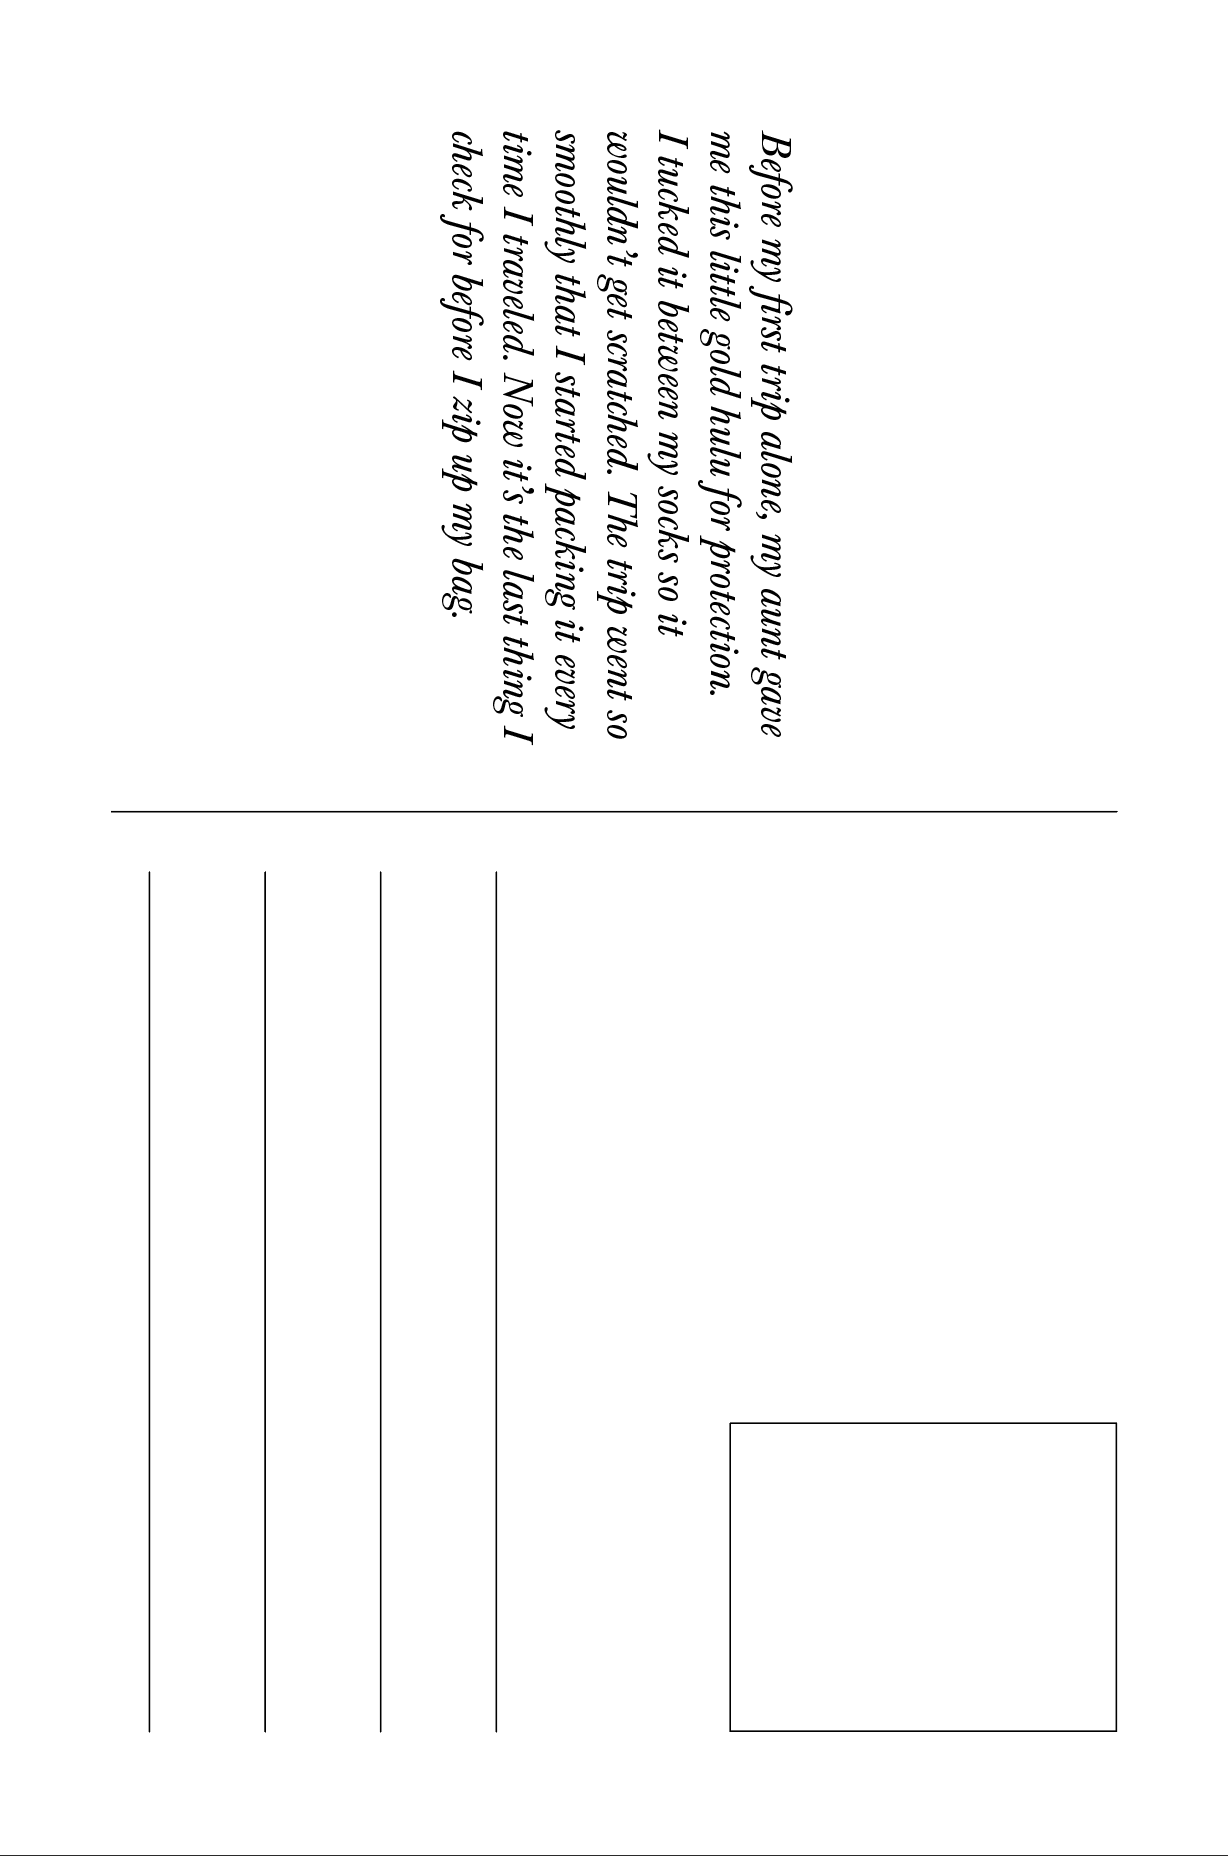 Before my first trip alone, my aunt gave
me this little gold hulu for protection.
I tucked it between my socks so it
wouldn’t get scratched. The trip went so
smoothly that I started packing it every
time I traveled. Now it’s the last thing I
check for before I zip up my bag.